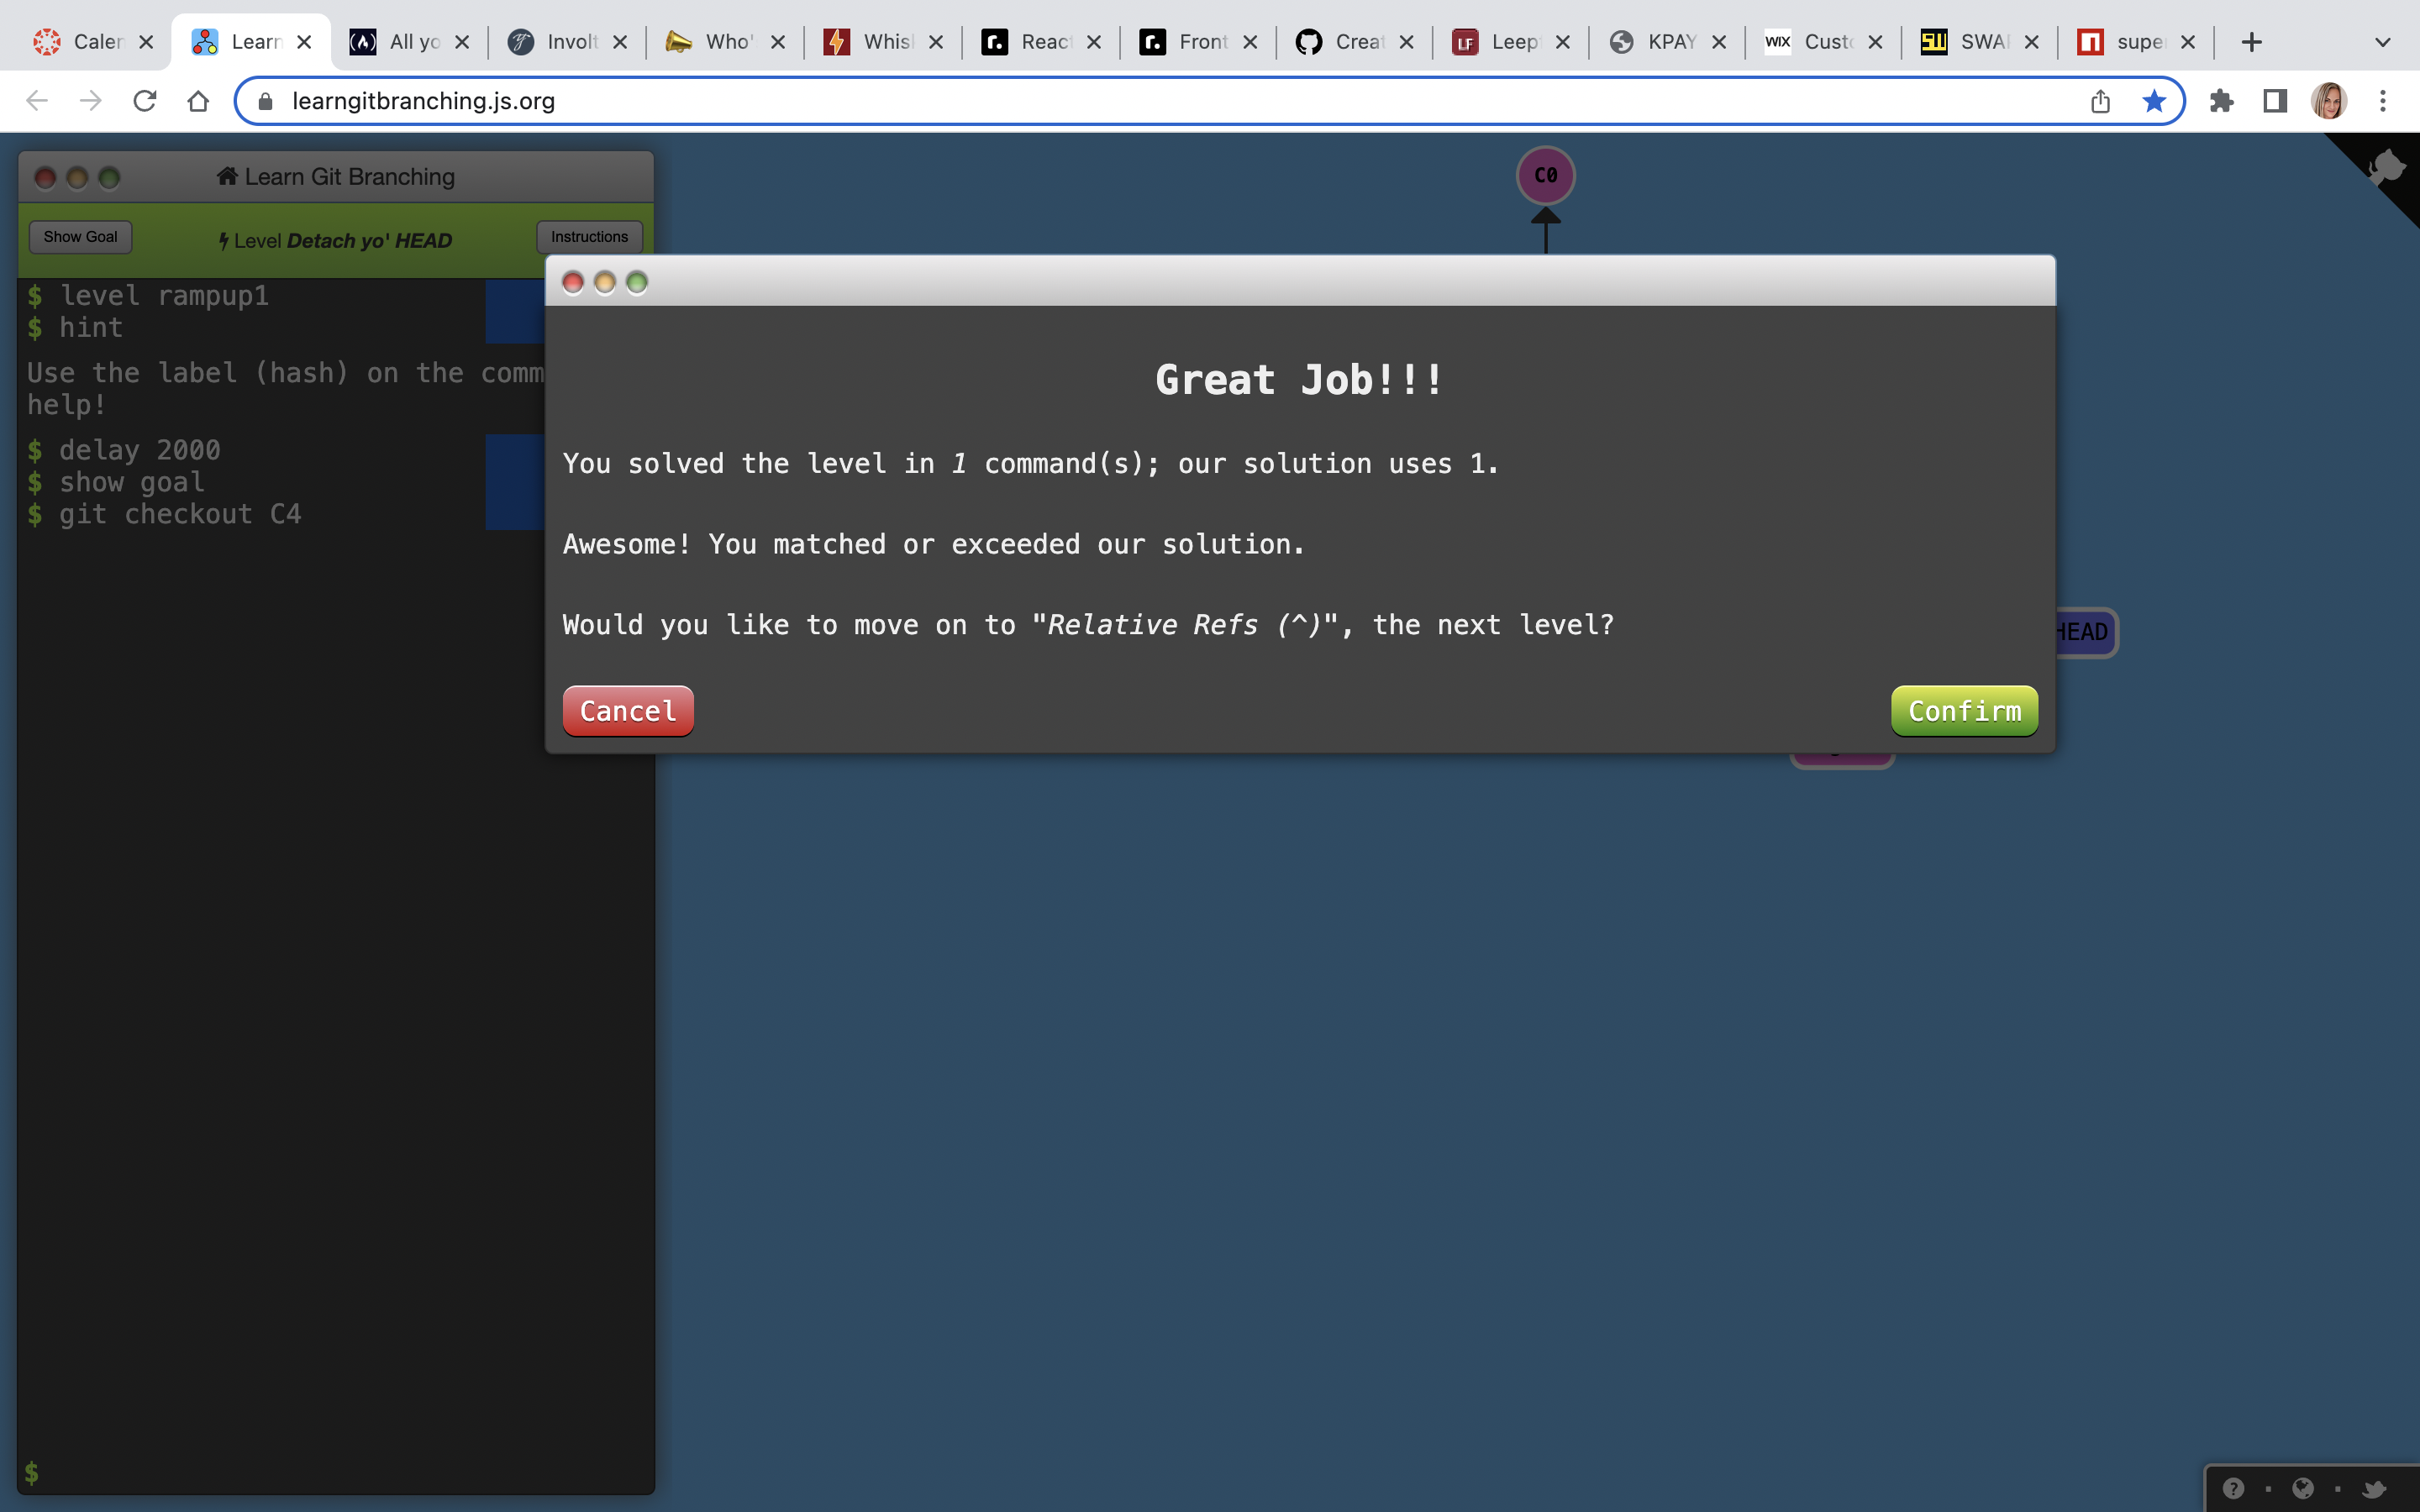 Caler
Learn
All yo
Involt
Who'
Whis
Reac
Front
Creat
Leep
KPAY
WIX Custo
SWA
supe
learngitbranching.js.org
Learn Git Branching
Show Goal
Level Detach yo' HEAD
Instructions
$ level rampup1
$ hint
Use the label (hash) on the comm
help!
$ delay 2000
$ show goal
$ git checkout C4
$
C0
Great Job!!!
You solved the level in 1 command(s); our solution uses 1.
Awesome! You matched or exceeded our solution.
Would you like to move on to "Relative Refs (^)", the next level?
Cancel
Confirm
HEAD